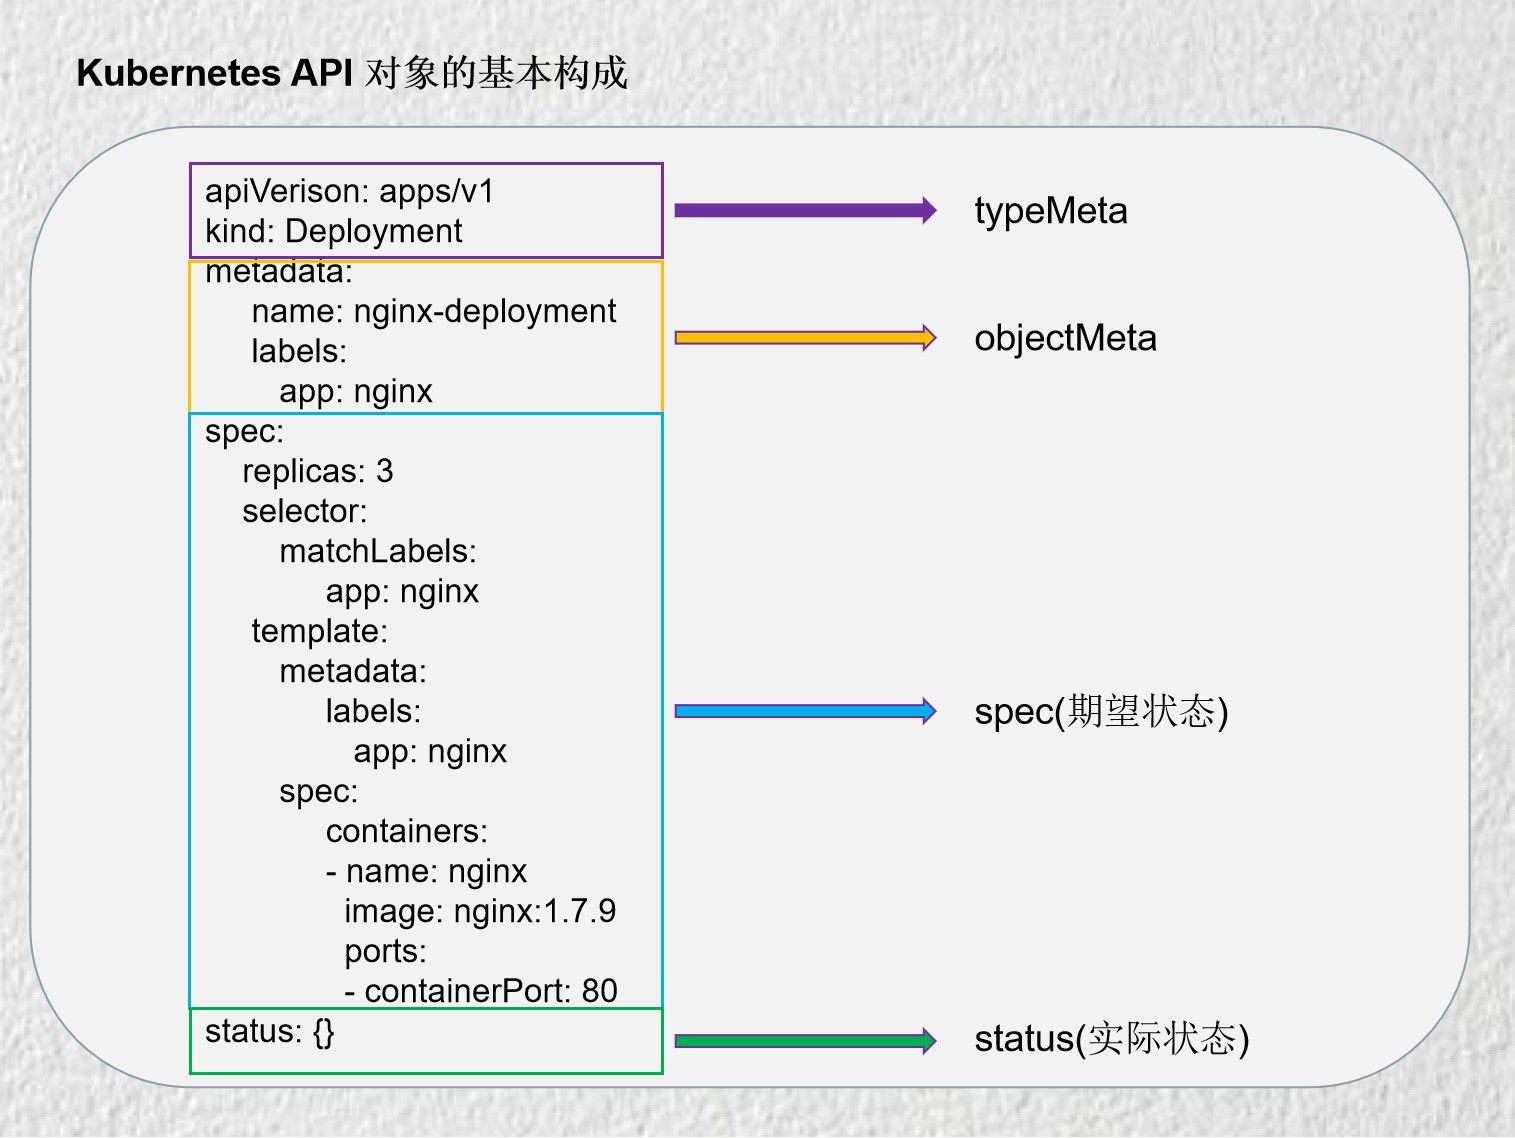 Kubernetes API 对象的基本构成
apiVerison: apps/v1
kind: Deployment
typeMeta
metadata:
name: nginx-deployment
labels:
app: nginx
objectMeta
spec:
replicas: 3
selector:
matchLabels:
app: nginx
template:
metadata:
labels:
app: nginx
spec:
containers:
- name: nginx
image: nginx:1.7.9
ports:
- containerPort: 80
spec(期望状态)
status: {}
status(实际状态)